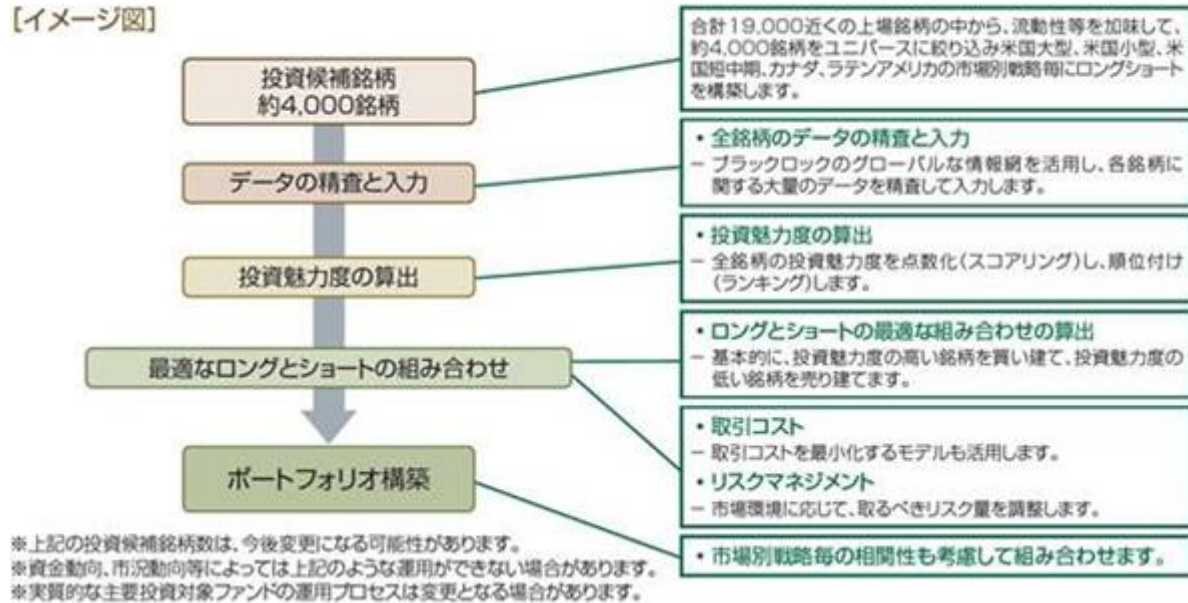 [イメージ図]
投資候補銘柄
約4,000銘柄
合計19,000近くの上場銘柄の中から、流動性等を加味して、
約4,000銘柄をユニバースに絞り込み米国大型、米国小型、米
国短中期、カナダ、ラテンアメリカの市場別戦略毎にロングショート
を構築します。
データの精査と入力
・全銘柄のデータの精査と入力
− ブラックロックのグローバルな情報網を活用し、各銘柄に
関する大量のデータを精査して入力します。
投資魅力度の算出
・投資魅力度の算出
− 全銘柄の投資魅力度を点数化(スコアリング)し、順位付け
(ランキング)します。
最適なロングとショートの組み合わせ
・ロングとショートの最適な組み合わせの算出
− 基本的に、投資魅力度の高い銘柄を買い建て、投資魅力度の
低い銘柄を売り建てます。
・取引コスト
− 取引コストを最小化するモデルも活用します。
・リスクマネジメント
− 市場環境に応じて、取るべきリスク量を調整します。
ポートフォリオ構築
・市場別戦略毎の相関性も考慮して組み合わせます。
※上記の投資候補銘柄数は、今後変更になる可能性があります。
※資金動向、市況動向等によっては上記のような運用ができない場合があります。
※実質的な主要投資対象ファンドの運用プロセスは変更となる場合があります。